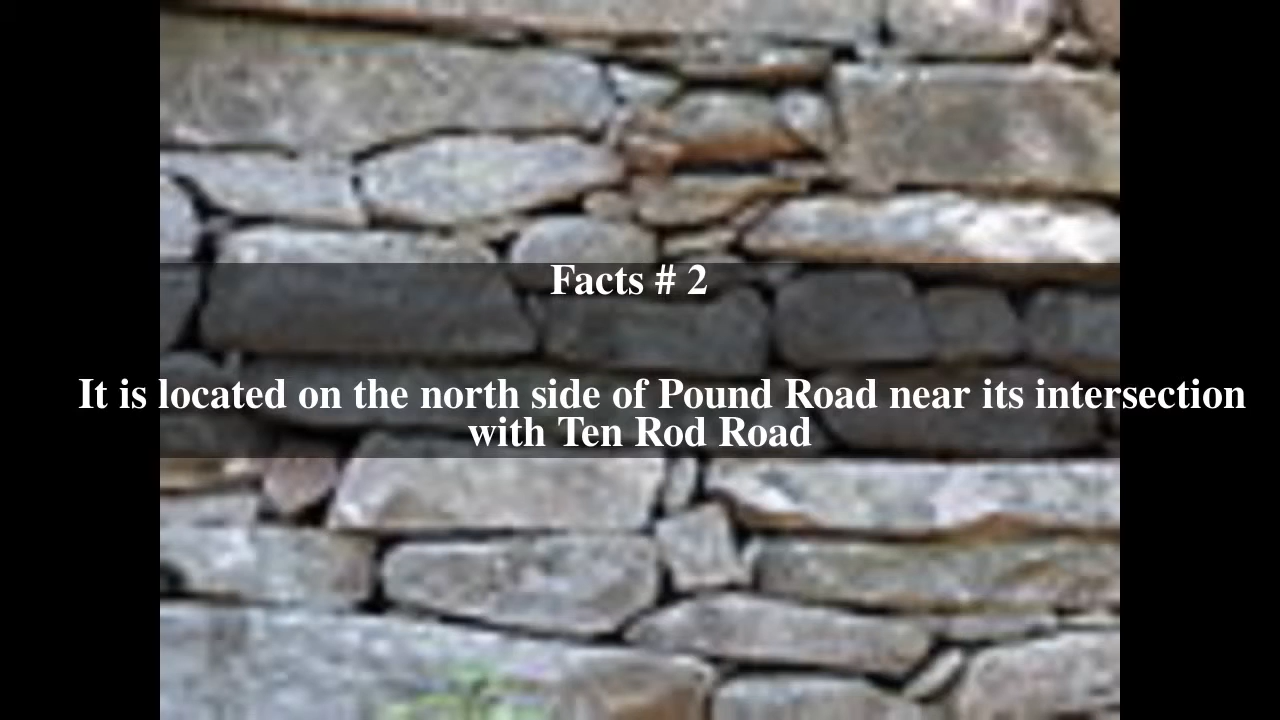 Facts # 2
It is located on the north side of Pound Road near its intersection
with Ten Rod Road